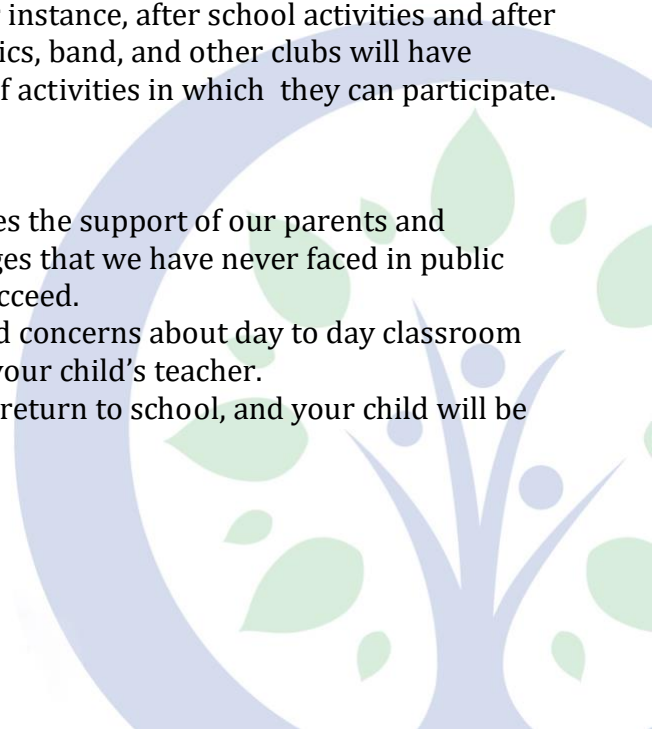 instance, after school activities and after
ics, band, and other clubs will have
f activities in which they can participate.
es the support of our parents and
ges that we have never faced in public
cceed.
d concerns about day to day classroom
your child’s teacher.
return to school, and your child will be